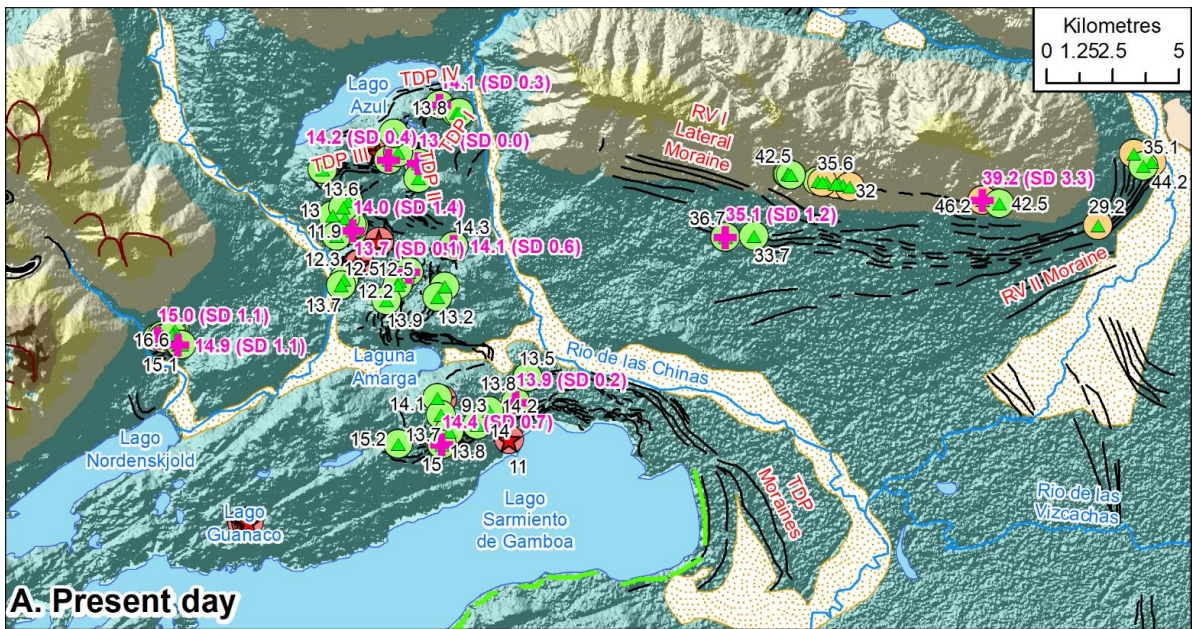 Kilometres
0 1.25 2.5 5
Lago
Azul
TDP IV
14.1 (SD 0.3)
13.8
TDP I
14.2 (SD 0.4)
(SD 0.0)
TDP III
TDP II
13.6
13
14.0 (SD 1.4)
11.9
14.3
13.7 (SD 0.1)
14.1 (SD 0.6)
12.3
12.5
12.5
13.7
12.2
13.9
13.2
RV I
Lateral
Moraine
42.5
35.6
32
39.2 (SD 3.3)
46.2
42.5
35.1
44.2
29.2
36.7
35.1 (SD 1.2)
33.7
RV II Moraine
15.0 (SD 1.1)
16.6
14.9 (SD 1.1)
15.1
Laguna
Amarga
Rio de las Chinas
13.5
13.8
13.9 (SD 0.2)
14.1
9.3
14.2
14.4 (SD 0.7)
13.7
14
15.2
15
13.8
11
Lago
Nordenskjold
Lago
Guanaco
Lago
Sarmiento
de Gamboa
TDP
Moraines
Rio de las
Vizcachas
A. Present day